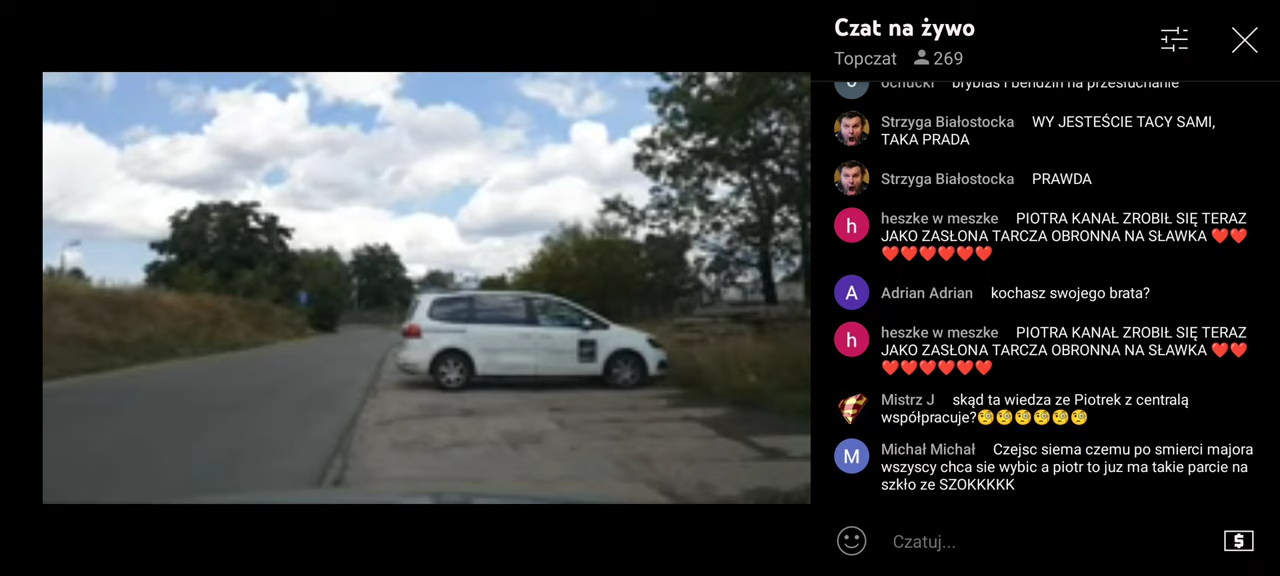 Czat na żywo
Topczat 269
ochucki brybias i bendzin na przesłuchanie
Strzyga Białostocka WY JESTEŚCIE TACY SAMI,
TAKA PRADA
Strzyga Białostocka PRAWDA
h heszke w meszke PIOTRA KANAŁ ZROBIŁ SIĘ TERAZ
JAKO ZASŁONA TARCZA OBRONNA NA SŁAWKA ❤️❤️
❤️❤️❤️❤️❤️❤️
A Adrian Adrian kochasz swojego brata?
h heszke w meszke PIOTRA KANAŁ ZROBIŁ SIĘ TERAZ
JAKO ZASŁONA TARCZA OBRONNA NA SŁAWKA ❤️❤️
❤️❤️❤️❤️❤️❤️
Mistrz J skąd ta wiedza ze Piotrek z centralą
współpracuje?🧐🧐🧐🧐🧐🧐
M Michał Michał Czejsc siema czemu po smierci majora
wszyscy chca sie wybic a piotr to juz ma takie parcie na
szkło ze SZOKKKKK
Czatuj...